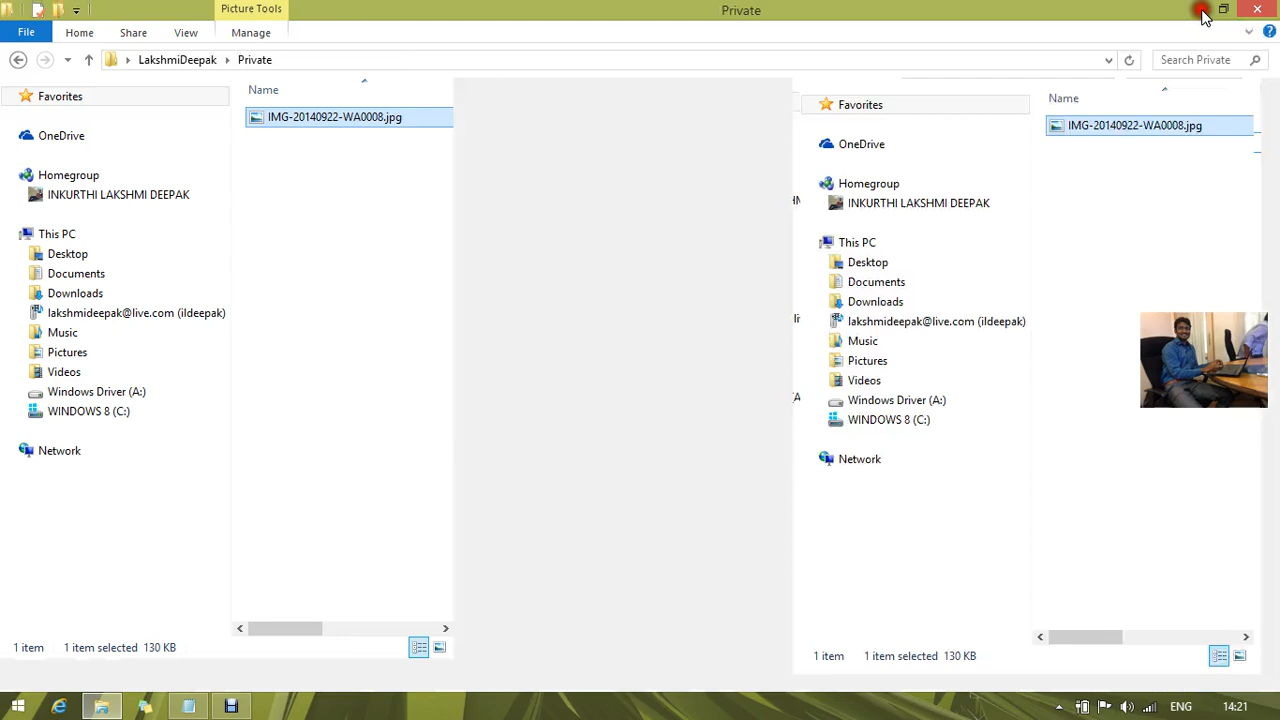 Picture Tools
Private
File
Home
Share
View
Manage
LakshmiDeepak
Private
Search Private
Favorites
OneDrive
Homegroup
INKURTHI LAKSHMI DEEPAK
This PC
Desktop
Documents
Downloads
lakshmideepak@live.com (ildeepak)
Music
Pictures
Videos
Windows Driver (A:)
WINDOWS 8 (C:)
Network
Name
IMG-20140922-WA0008.jpg
1 item
1 item selected 130 KB
Favorites
OneDrive
Homegroup
INKURTHI LAKSHMI DEEPAK
This PC
Desktop
Documents
Downloads
lakshmideepak@live.com (ildeepak)
Music
Pictures
Videos
Windows Driver (A:)
WINDOWS 8 (C:)
Network
Name
IMG-20140922-WA0008.jpg
1 item
1 item selected 130 KB
ENG
14:21